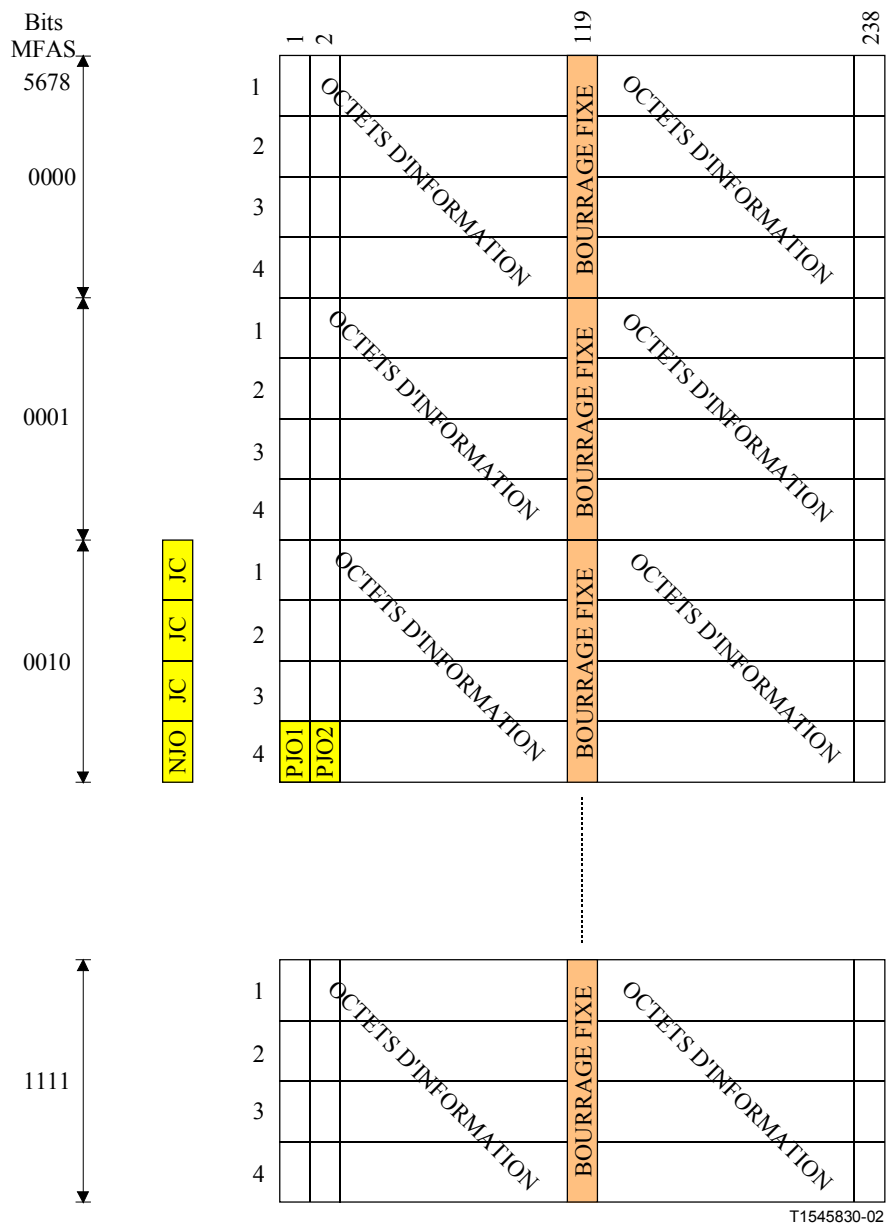 Bits
MFAS
5678
1
2
119
238
0000
1
2
3
4
OCTETS D'INFORMATION
BOURRAGE FIXE
OCTETS D'INFORMATION
0001
1
2
3
4
OCTETS D'INFORMATION
BOURRAGE FIXE
OCTETS D'INFORMATION
0010
JC
JC
JC
NJO
1
2
3
4
PJO1
PJO2
OCTETS D'INFORMATION
BOURRAGE FIXE
OCTETS D'INFORMATION
1111
1
2
3
4
OCTETS D'INFORMATION
BOURRAGE FIXE
OCTETS D'INFORMATION
T1545830-02